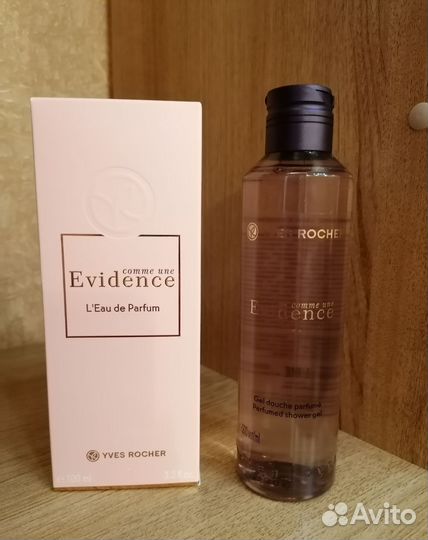 comme une
Evidence
L'Eau de Parfum
YVES ROCHER
100 ml
YVES ROCHER
comme une
Evidence
Gel douche parfumé
Perfumed shower gel
Avito